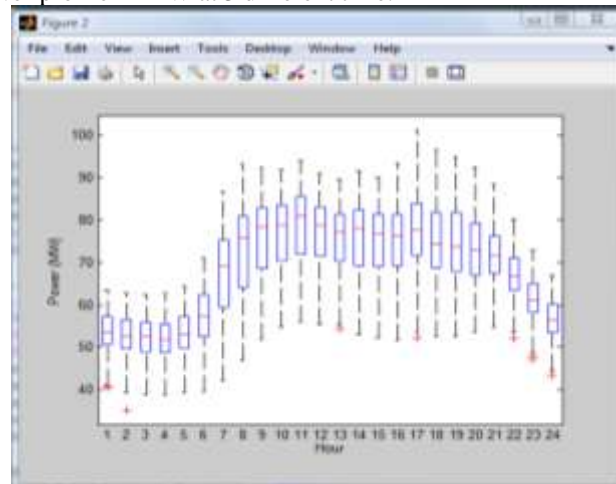 Figure 2
File Edit View Insert Tools Desktop Window Help
100
90
80
70
60
50
40
Power (MW)
1 2 3 4 5 6 7 8 9 10 11 12 13 14 15 16 17 18 19 20 21 22 23 24
Hour